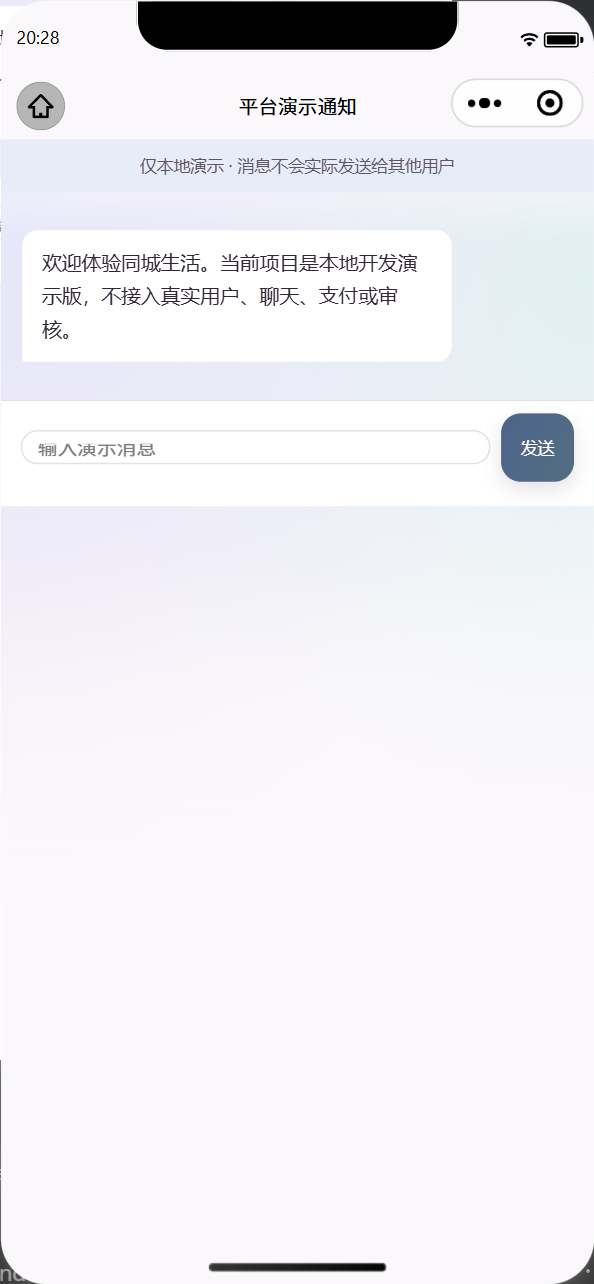 20:28
平台演示通知
仅本地演示 · 消息不会实际发送给其他用户
欢迎体验同城生活。当前项目是本地开发演
示版，不接入真实用户、聊天、支付或审
核。
输入演示消息
发送